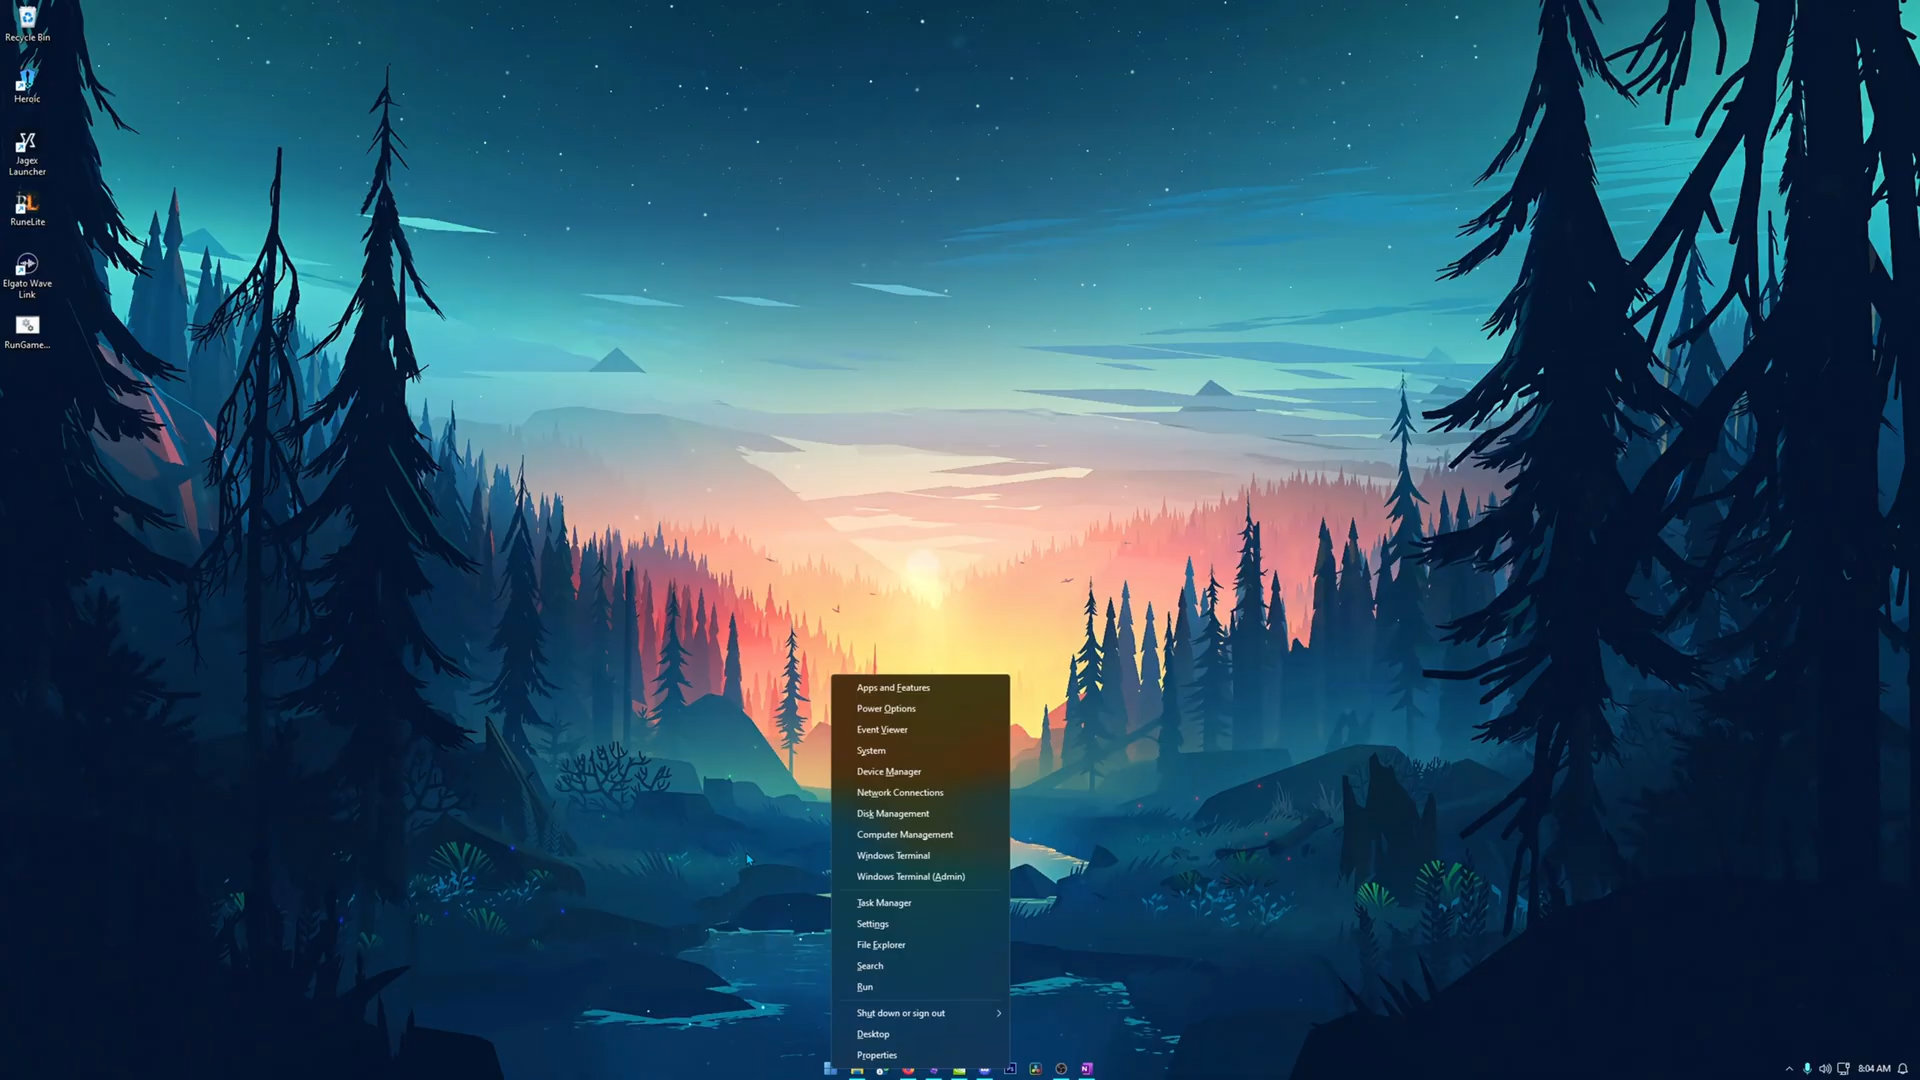 Recycle Bin
Heroic
Jagex
Launcher
RuneLite
Elgato Wave
Link
RunGame...
Apps and Features
Power Options
Event Viewer
System
Device Manager
Network Connections
Disk Management
Computer Management
Windows Terminal
Windows Terminal (Admin)
Task Manager
Settings
File Explorer
Search
Run
Shut down or sign out
Desktop
Properties
8:04 AM